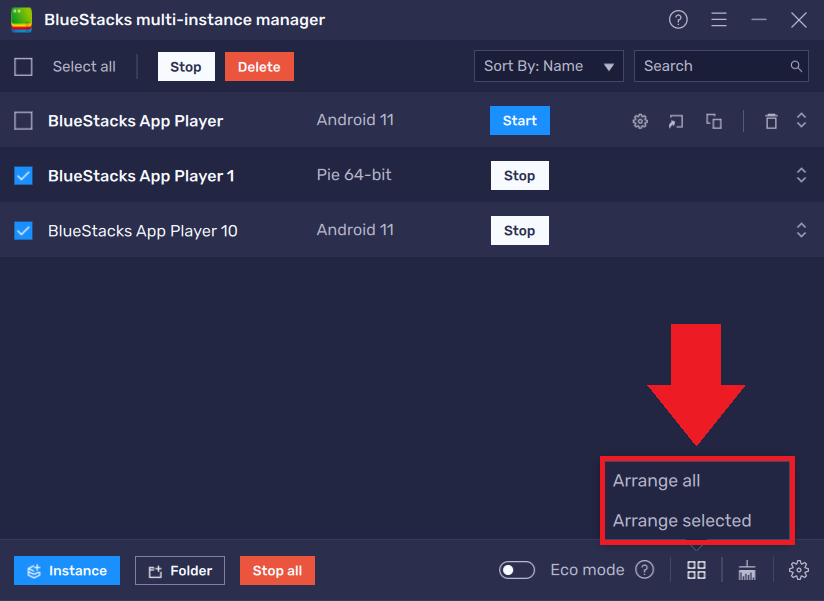 BlueStacks multi-instance manager
?
Select all
Stop
Delete
Sort By: Name
Search
BlueStacks App Player
Android 11
Start
BlueStacks App Player 1
Pie 64-bit
Stop
BlueStacks App Player 10
Android 11
Stop
Arrange all
Arrange selected
Instance
Folder
Stop all
Eco mode
?